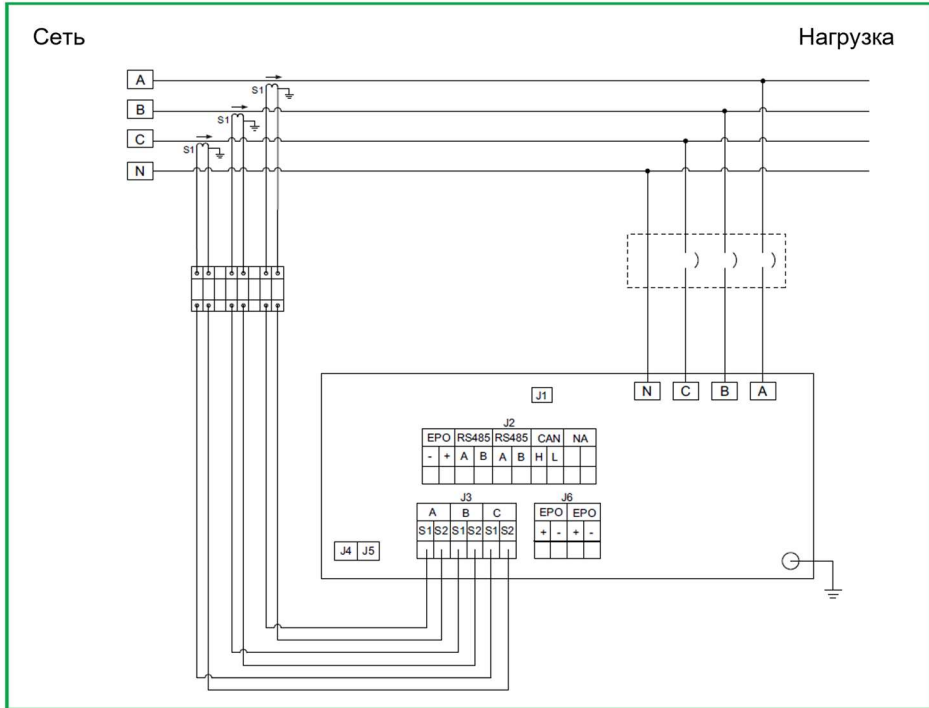 Сеть Нагрузка
A
S1
B
S1
C
S1
N
N C B A
J1
J2
EPO RS485 RS485 CAN NA
- + A B A B H L
J3 J6
A B C EPO EPO
S1 S2 S1 S2 S1 S2 + - + -
J4 J5